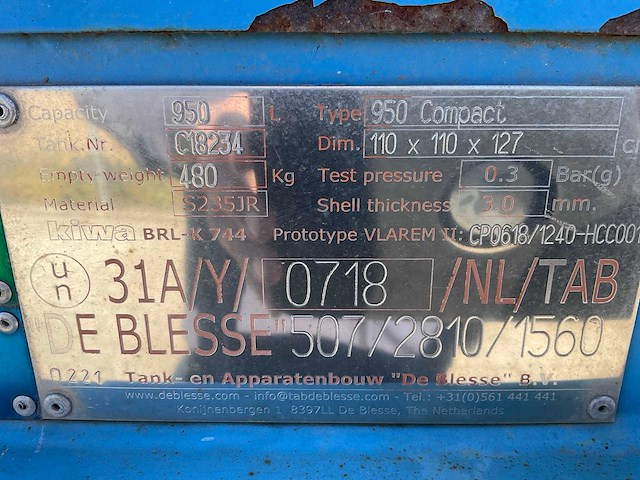 Capacity 950 L Type 950 Compact
Tank.Nr. C18234 Dim. 110 x 110 x 127
Empty-weight 480 Kg Test pressure 0.3 Bar(g)
Material S235JR Shell thickness 3.0 mm.
kiwa BRL-K 744 Prototype VLAREM II: CP0618/1240-HCC001
un 31A/Y/ 0718 /NL/TAB
"DE BLESSE" 507/2810/1560
0221 Tank- en Apparatenbouw "De Blesse" B.V.
www.deblesse.com - info@tabdeblesse.com - Tel.: +31(0)561 441 441
Konijnenbergen 1 8397LL De Blesse, The Netherlands